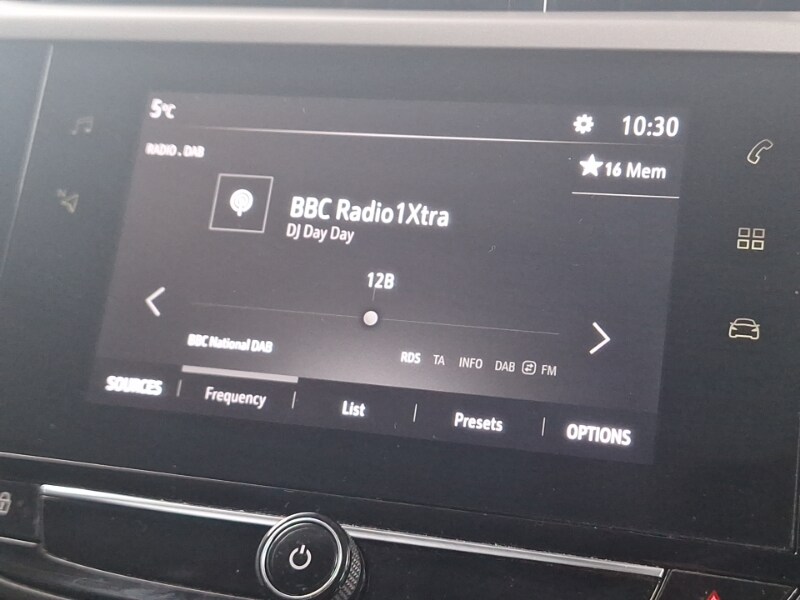 5°C
10:30
RADIO . DAB
16 Mem
BBC Radio1Xtra
DJ Day Day
12B
BBC National DAB
RDS TA INFO DAB FM
SOURCES Frequency List Presets OPTIONS